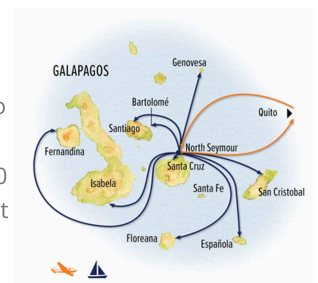 Genovesa
GALAPAGOS
Bartolomé
Quito
Santiago
North Seymour
Fernandina
Santa Cruz
Isabela
Santa Fe
San Cristobal
Floreana
Española